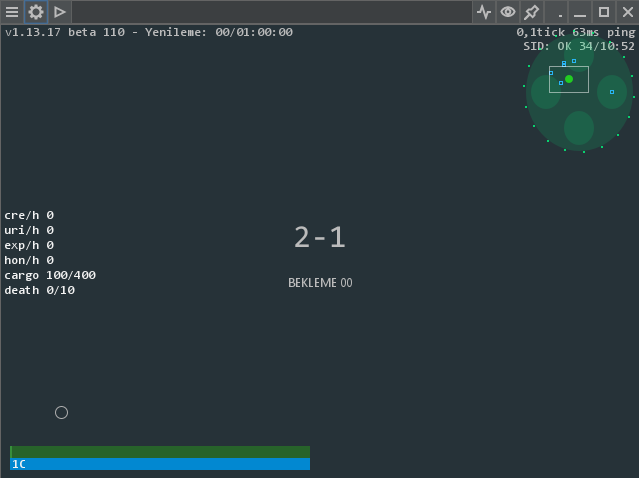 v1.13.17 beta 110 - Yenileme: 00/01:00:00
0,1tick 63ms ping
SID: OK 34/10:52
cre/h 0
uri/h 0
exp/h 0
hon/h 0
cargo 100/400
death 0/10
2-1
BEKLEME 00
1C